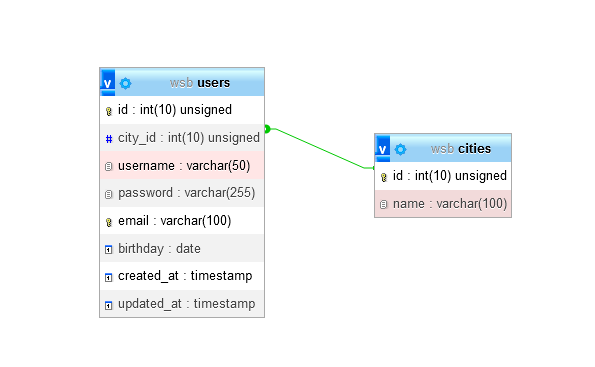 v wsb users
id : int(10) unsigned
# city_id : int(10) unsigned
username : varchar(50)
password : varchar(255)
email : varchar(100)
birthday : date
created_at : timestamp
updated_at : timestamp
v wsb cities
id : int(10) unsigned
name : varchar(100)